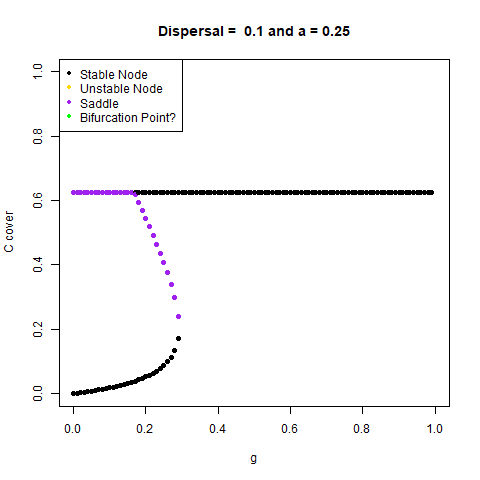 Dispersal =  0.1 and a = 0.25
Stable Node
Unstable Node
Saddle
Bifurcation Point?
C cover
1.0
0.8
0.6
0.4
0.2
0.0
0.0 0.2 0.4 0.6 0.8 1.0
g